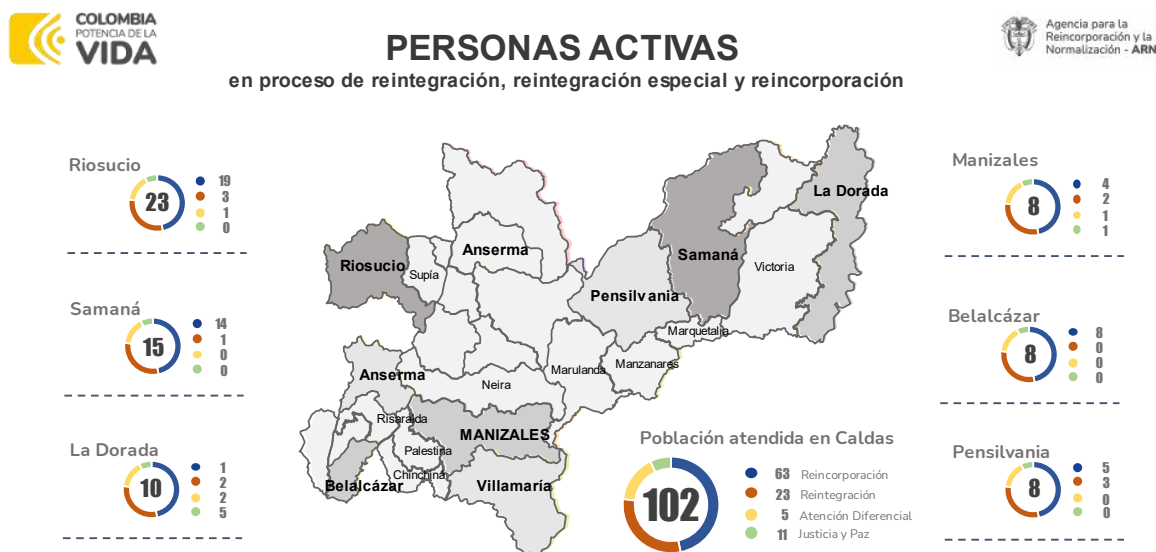 COLOMBIA
POTENCIA DE LA
VIDA
PERSONAS ACTIVAS
en proceso de reintegración, reintegración especial y reincorporación
Agencia para la
Reincorporación y la
Normalización - ARN
Riosucio
23
19
3
1
0
Samaná
15
14
1
0
0
La Dorada
10
1
2
2
5
La Dorada
Anserma
Samaná
Riosucio
Supía
Victoria
Pensilvania
Marquetalia
Anserma
Neira
Marulanda
Manzanares
Risaralda
MANIZALES
Palestina
Chinchiná
Belalcázar
Villamaría
Población atendida en Caldas
102
63 Reincorporación
23 Reintegración
5 Atención Diferencial
11 Justicia y Paz
Manizales
8
4
2
1
1
Belalcázar
8
8
0
0
0
Pensilvania
8
5
3
0
0